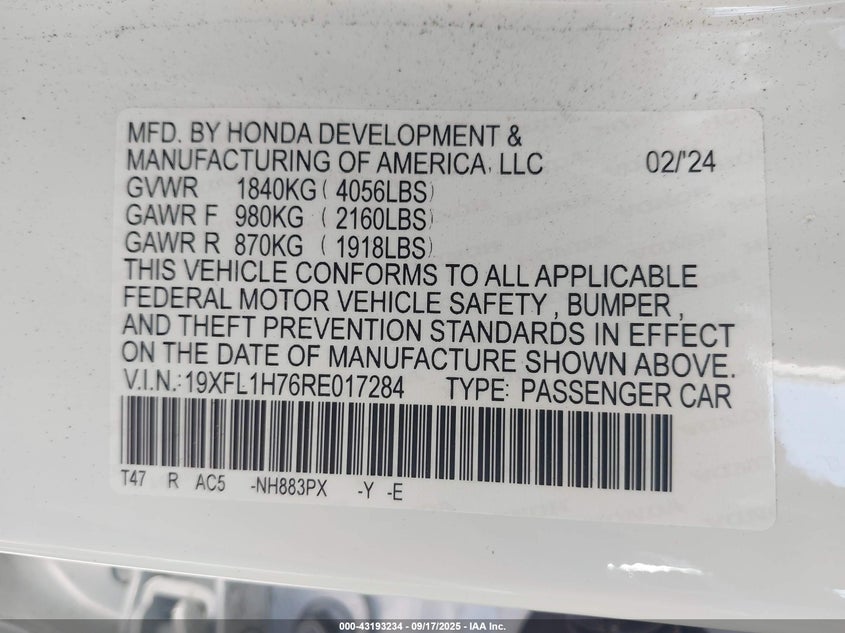 MFD. BY HONDA DEVELOPMENT &
MANUFACTURING OF AMERICA, LLC 02/'24
GVWR 1840KG ( 4056LBS)
GAWR F 980KG ( 2160LBS)
GAWR R 870KG ( 1918LBS)
THIS VEHICLE CONFORMS TO ALL APPLICABLE
FEDERAL MOTOR VEHICLE SAFETY , BUMPER ,
AND THEFT PREVENTION STANDARDS IN EFFECT
ON THE DATE OF MANUFACTURE SHOWN ABOVE.
V.I.N.:19XFL1H76RE017284 TYPE: PASSENGER CAR
T47 R AC5 -NH883PX -Y -E
000-43193234 - 09/17/2025 - IAA Inc.